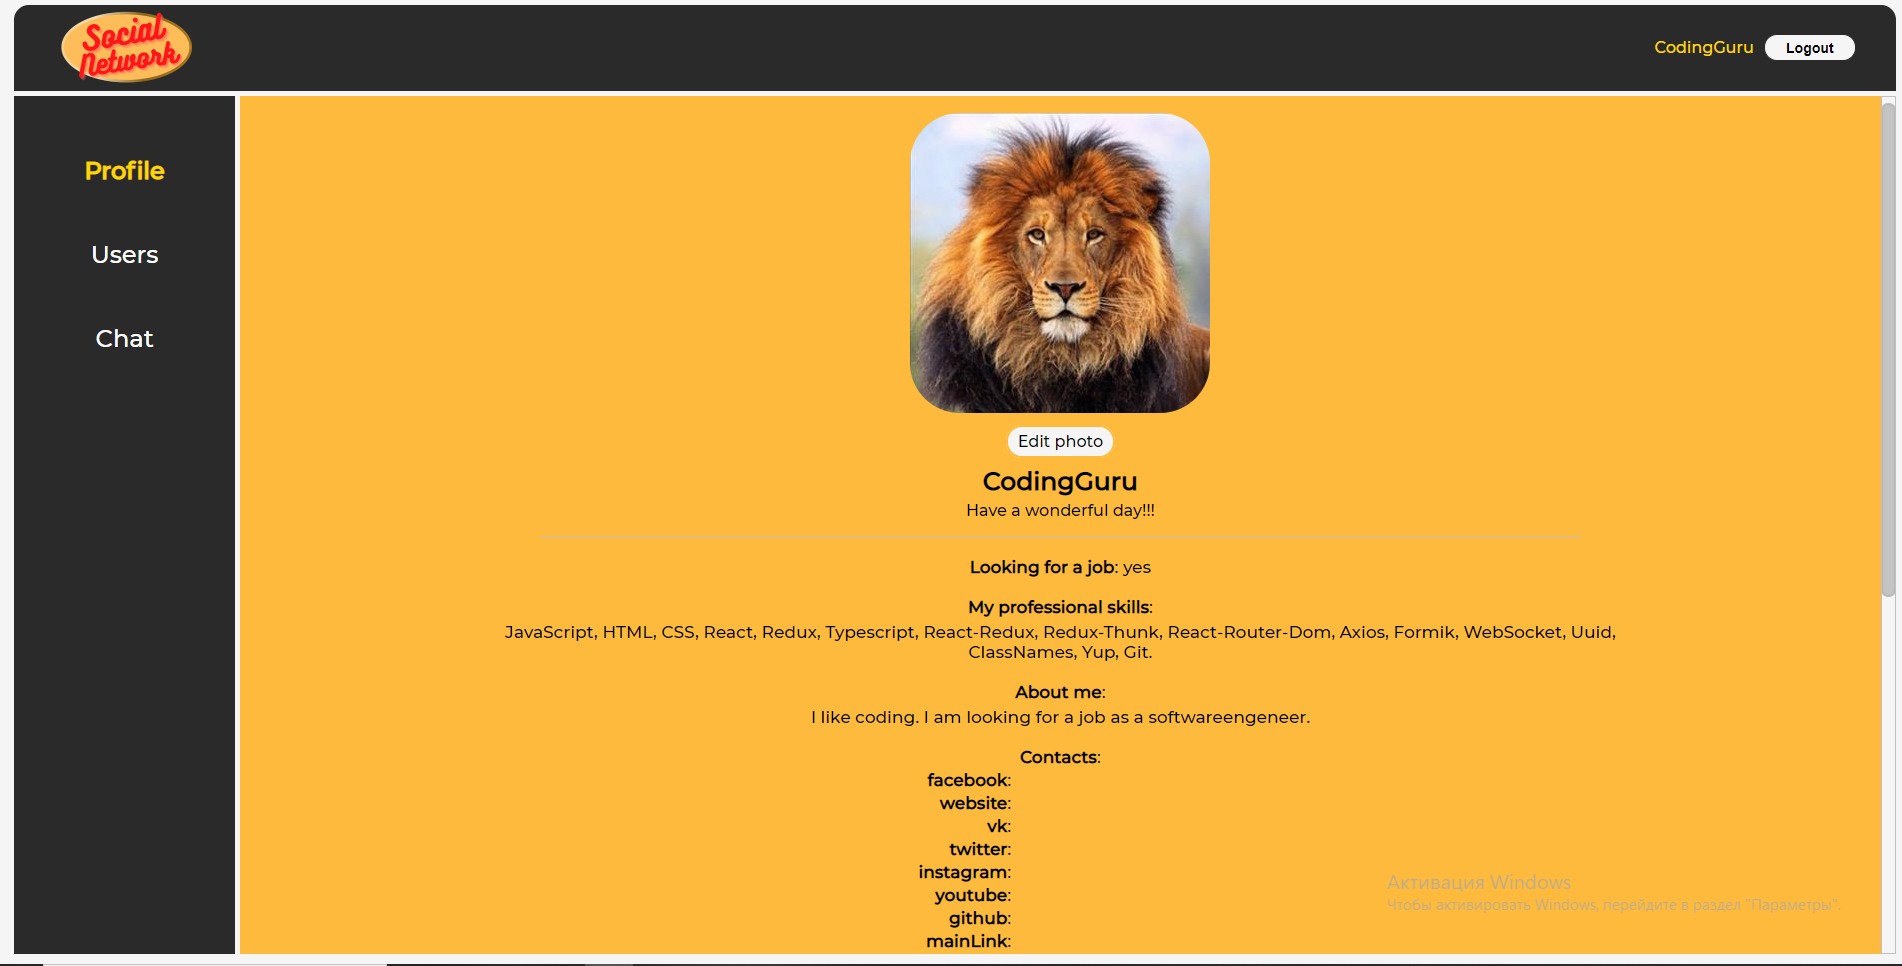 Social
Network
CodingGuru
Logout
Profile
Users
Chat
Edit photo
CodingGuru
Have a wonderful day!!!
Looking for a job: yes
My professional skills:
JavaScript, HTML, CSS, React, Redux, Typescript, React-Redux, Redux-Thunk, React-Router-Dom, Axios, Formik, WebSocket, Uuid,
ClassNames, Yup, Git.
About me:
I like coding. I am looking for a job as a softwareengeneer.
Contacts:
facebook:
website:
vk:
twitter:
instagram:
youtube:
github:
mainLink:
Активация Windows
Чтобы активировать Windows, перейдите в раздел "Параметры".